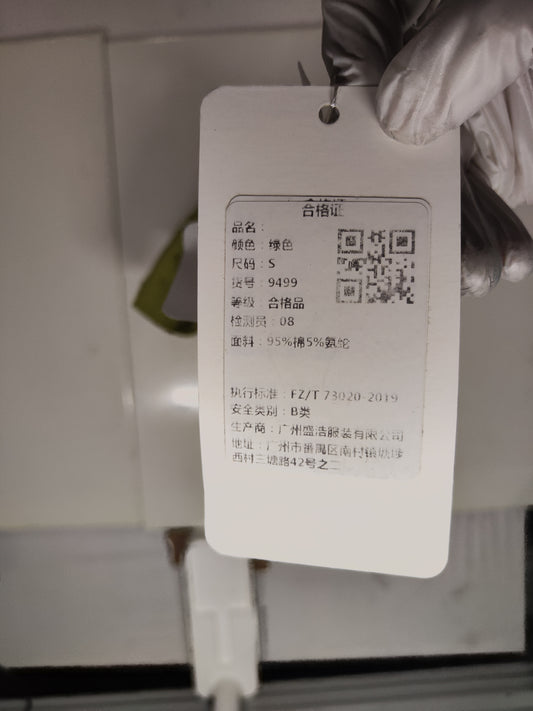 合格证
品名：
颜色：绿色
尺码：S
货号：9499
等级：合格品
检测员：08
面料：95%棉5%氨纶
执行标准：FZ/T 73020-2019
安全类别：B类
生产商：广州盛浩服装有限公司
地址：广州市番禺区南村镇坑
西村三塘路42号之